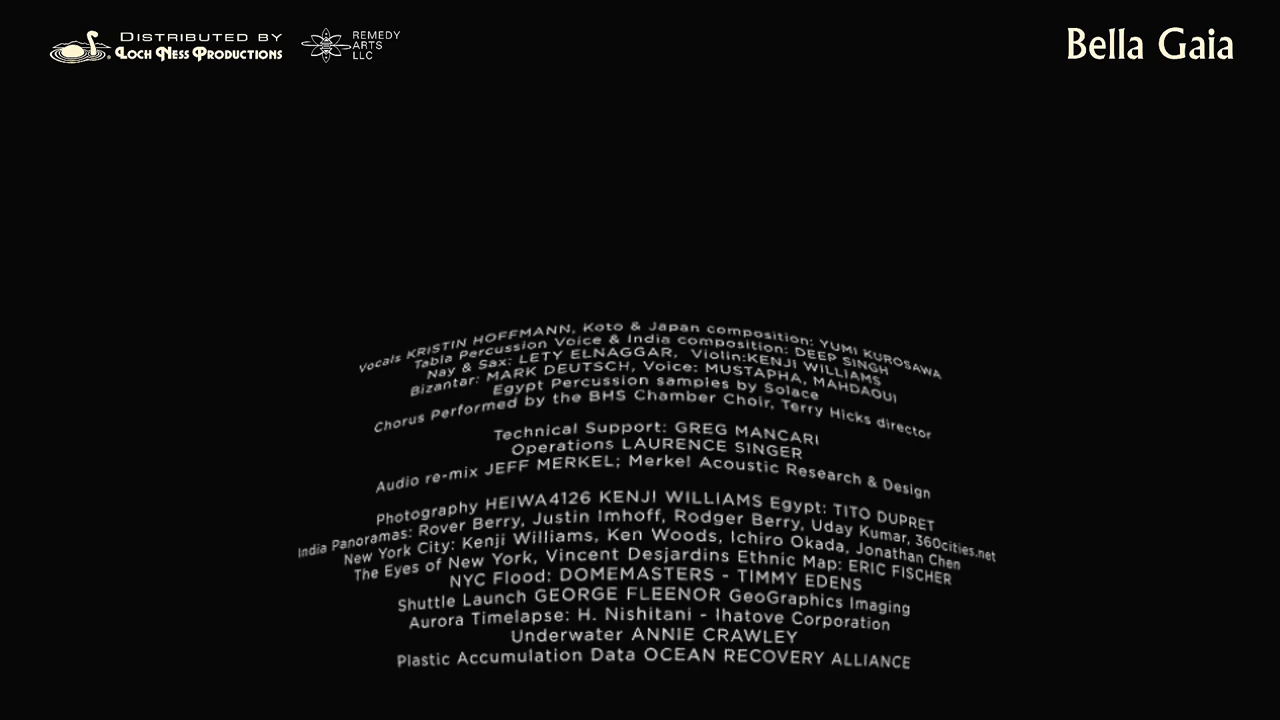 DISTRIBUTED BY
LOCH NESS PRODUCTIONS
REMEDY
ARTS
LLC
Bella Gaia
Vocals KRISTIN HOFFMANN, Koto & Japan composition: YUMI KUROSAWA
Tabla Percussion Voice & India composition: DEEP SINGH
Nay & Sax: LETY ELNAGGAR, Violin:KENJI WILLIAMS
Bizantar: MARK DEUTSCH, Voice: MUSTAPHA, MAHDAOUI
Egypt Percussion samples by Solace
Chorus Performed by the BHS Chamber Choir, Terry Hicks director
Technical Support: GREG MANCARI
Operations LAURENCE SINGER
Audio re-mix JEFF MERKEL; Merkel Acoustic Research & Design
Photography HEIWA4126 KENJI WILLIAMS Egypt: TITO DUPRET
India Panoramas: Rover Berry, Justin Imhoff, Rodger Berry, Uday Kumar, 360cities.net
New York City: Kenji Williams, Ken Woods, Ichiro Okada, Jonathan Chen
The Eyes of New York, Vincent Desjardins Ethnic Map: ERIC FISCHER
NYC Flood: DOMEMASTERS - TIMMY EDENS
Shuttle Launch GEORGE FLEENOR GeoGraphics Imaging
Aurora Timelapse: H. Nishitani - Ihatove Corporation
Underwater ANNIE CRAWLEY
Plastic Accumulation Data OCEAN RECOVERY ALLIANCE